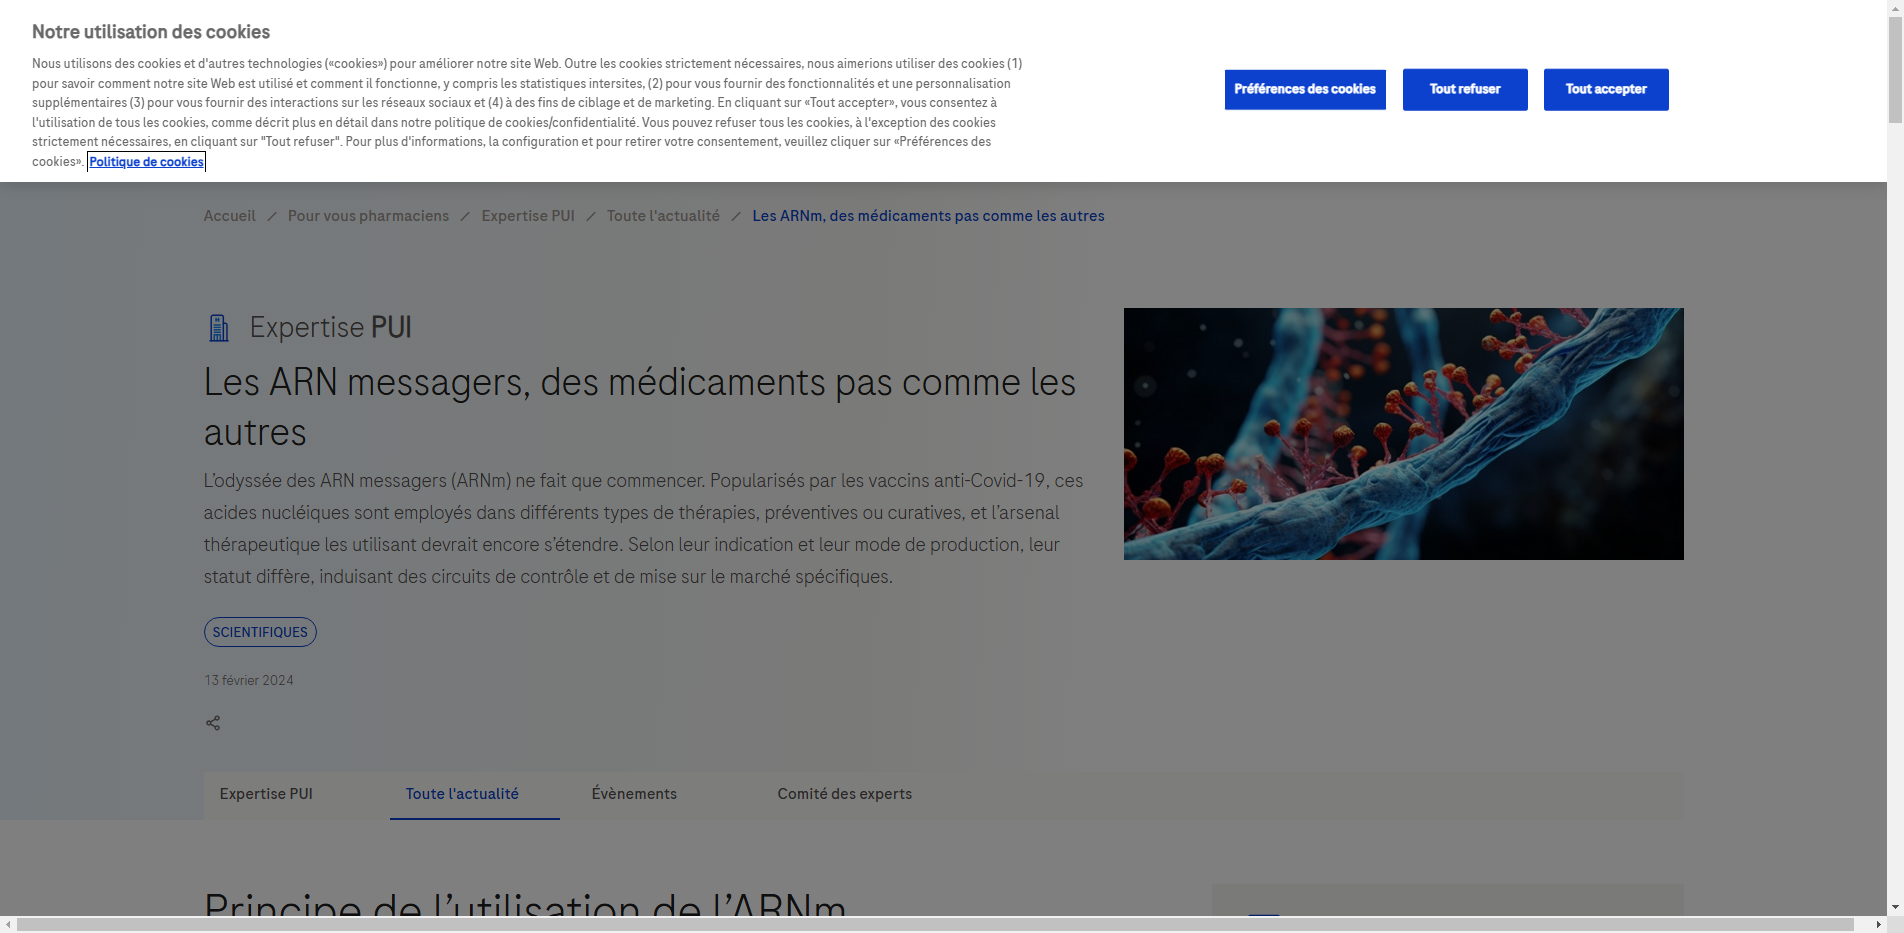 Notre utilisation des cookies
Nous utilisons des cookies et d'autres technologies («cookies») pour améliorer notre site Web. Outre les cookies strictement nécessaires, nous aimerions utiliser des cookies (1)
pour savoir comment notre site Web est utilisé et comment il fonctionne, y compris les statistiques intersites, (2) pour vous fournir des fonctionnalités et une personnalisation
supplémentaires (3) pour vous fournir des interactions sur les réseaux sociaux et (4) à des fins de ciblage et de marketing. En cliquant sur «Tout accepter», vous consentez à
l'utilisation de tous les cookies, comme décrit plus en détail dans notre politique de cookies/confidentialité. Vous pouvez refuser tous les cookies, à l'exception des cookies
strictement nécessaires, en cliquant sur "Tout refuser". Pour plus d'informations, la configuration et pour retirer votre consentement, veuillez cliquer sur «Préférences des
cookies». Politique de cookies
Préférences des cookies
Tout refuser
Tout accepter
Accueil / Pour vous pharmaciens / Expertise PUI / Toute l'actualité / Les ARNm, des médicaments pas comme les autres
Expertise PUI
Les ARN messagers, des médicaments pas comme les
autres
L’odyssée des ARN messagers (ARNm) ne fait que commencer. Popularisés par les vaccins anti-Covid-19, ces
acides nucléiques sont employés dans différents types de thérapies, préventives ou curatives, et l’arsenal
thérapeutique les utilisant devrait encore s’étendre. Selon leur indication et leur mode de production, leur
statut diffère, induisant des circuits de contrôle et de mise sur le marché spécifiques.
SCIENTIFIQUES
13 février 2024
Expertise PUI
Toute l'actualité
Évènements
Comité des experts
Principe de l’utilisation de l’ARNm